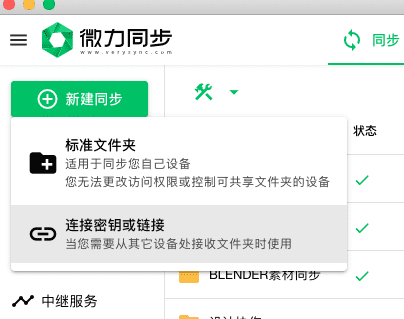 微力同步
www.verysync.com
同步
新建同步
标准文件夹
适用于同步您自己设备
您无法更改访问权限或控制可共享文件夹的设备
状态
连接密钥或链接
当您需要从其它设备处接收文件夹时使用
BLENDER素材同步
中继服务